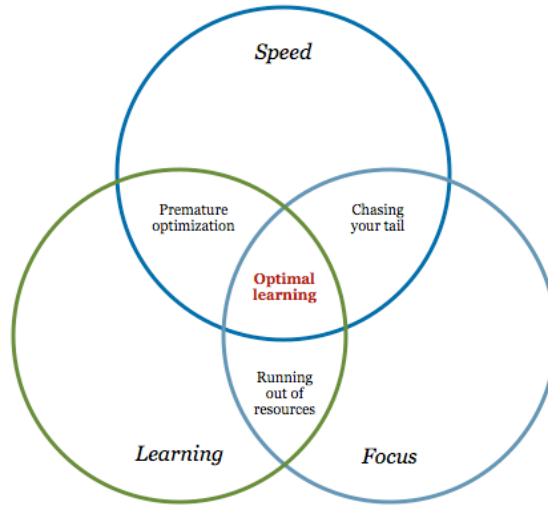 Speed
Premature
optimization
Chasing
your tail
Optimal
learning
Running
out of
resources
Learning
Focus